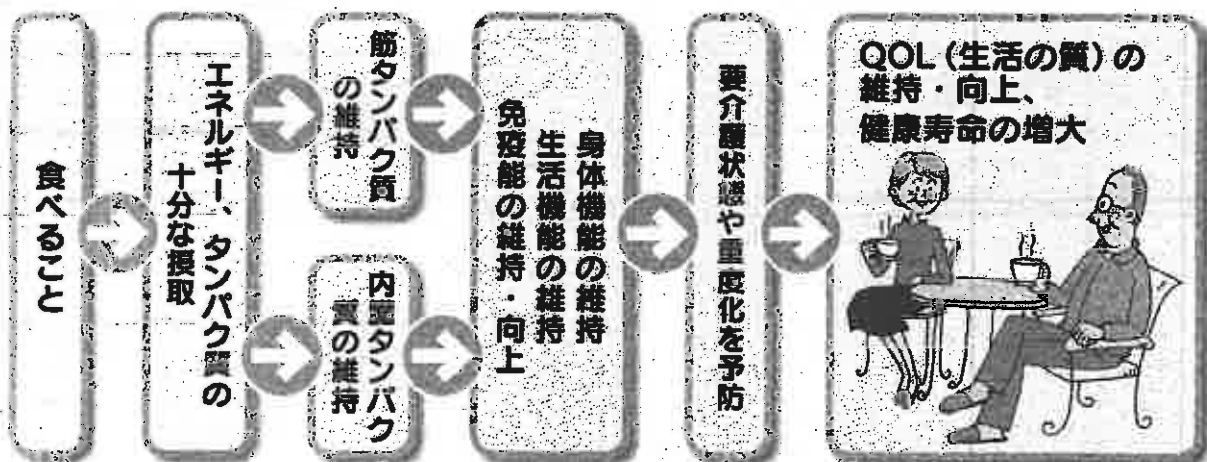 食べること
エネルギー、タンパク質の
十分な摂取
筋タンパク質
の維持
内臓タンパク
質の維持
身体機能の維持
生活機能の維持
免疫能の維持・向上
要介護状態や重度化を予防
QOL(生活の質)の
維持・向上、
健康寿命の増大